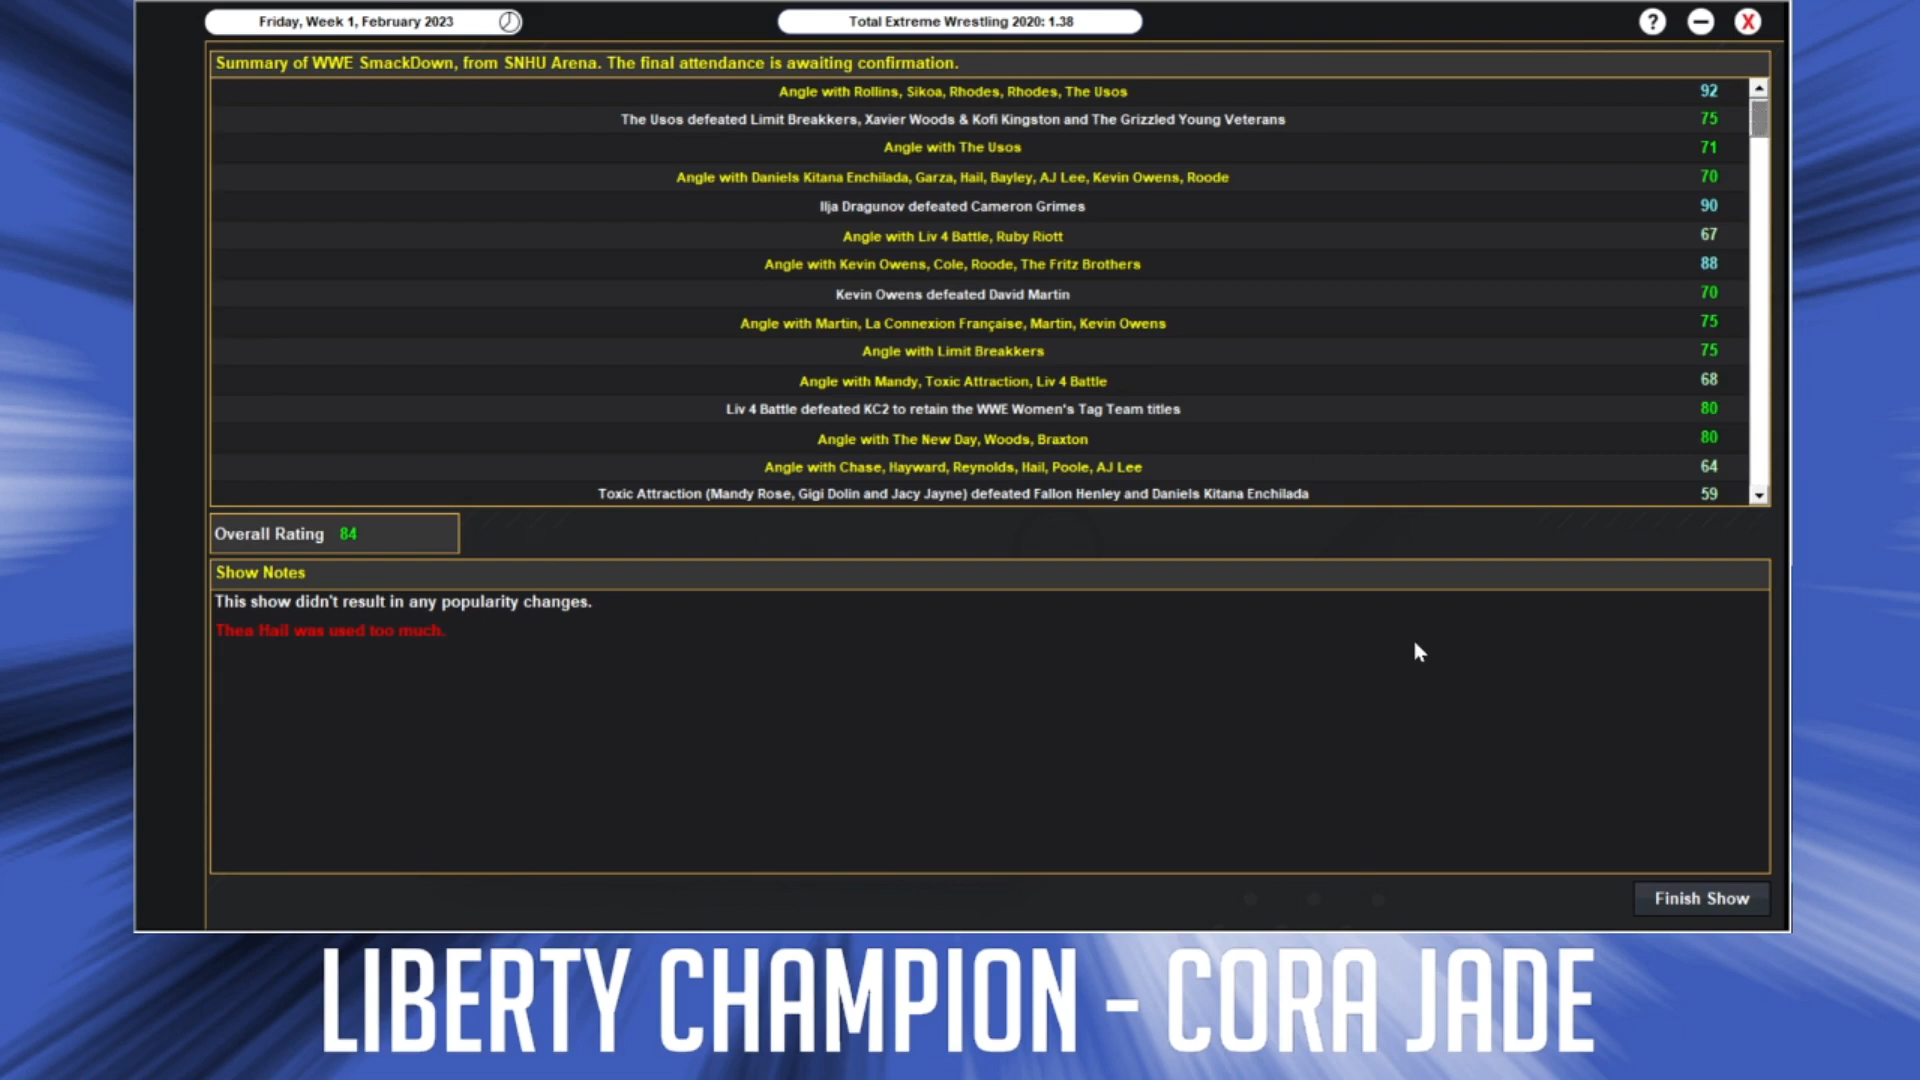 Friday, Week 1, February 2023
Total Extreme Wrestling 2020: 1.38
?
X
Summary of WWE SmackDown, from SNHU Arena. The final attendance is awaiting confirmation.
Angle with Rollins, Sikoa, Rhodes, Rhodes, The Usos 92
The Usos defeated Limit Breakkers, Xavier Woods & Kofi Kingston and The Grizzled Young Veterans 75
Angle with The Usos 71
Angle with Daniels Kitana Enchilada, Garza, Hail, Bayley, AJ Lee, Kevin Owens, Roode 70
Ilja Dragunov defeated Cameron Grimes 90
Angle with Liv 4 Battle, Ruby Riott 67
Angle with Kevin Owens, Cole, Roode, The Fritz Brothers 88
Kevin Owens defeated David Martin 70
Angle with Martin, La Connexion Française, Martin, Kevin Owens 75
Angle with Limit Breakkers 75
Angle with Mandy, Toxic Attraction, Liv 4 Battle 68
Liv 4 Battle defeated KC2 to retain the WWE Women's Tag Team titles 80
Angle with The New Day, Woods, Braxton 80
Angle with Chase, Hayward, Reynolds, Hail, Poole, AJ Lee 64
Toxic Attraction (Mandy Rose, Gigi Dolin and Jacy Jayne) defeated Fallon Henley and Daniels Kitana Enchilada 59
Overall Rating 84
Show Notes
This show didn't result in any popularity changes.
Thea Hail was used too much.
Finish Show
LIBERTY CHAMPION - CORA JADE